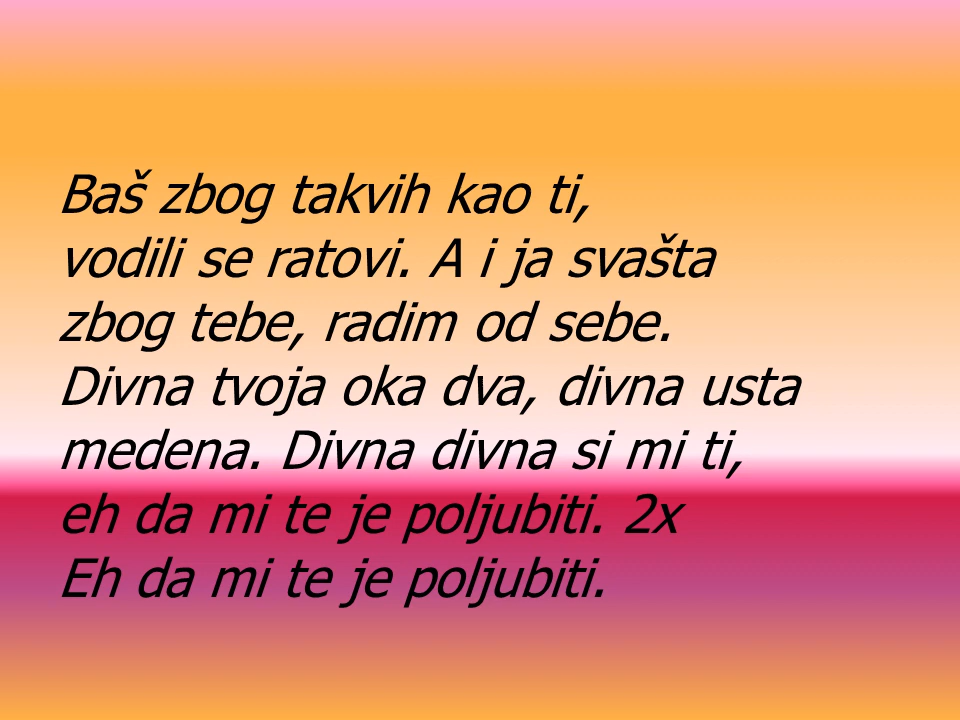 Baš zbog takvih kao ti,
vodili se ratovi. A i ja svašta
zbog tebe, radim od sebe.
Divna tvoja oka dva, divna usta
medena. Divna divna si mi ti,
eh da mi te je poljubiti. 2x
Eh da mi te je poljubiti.